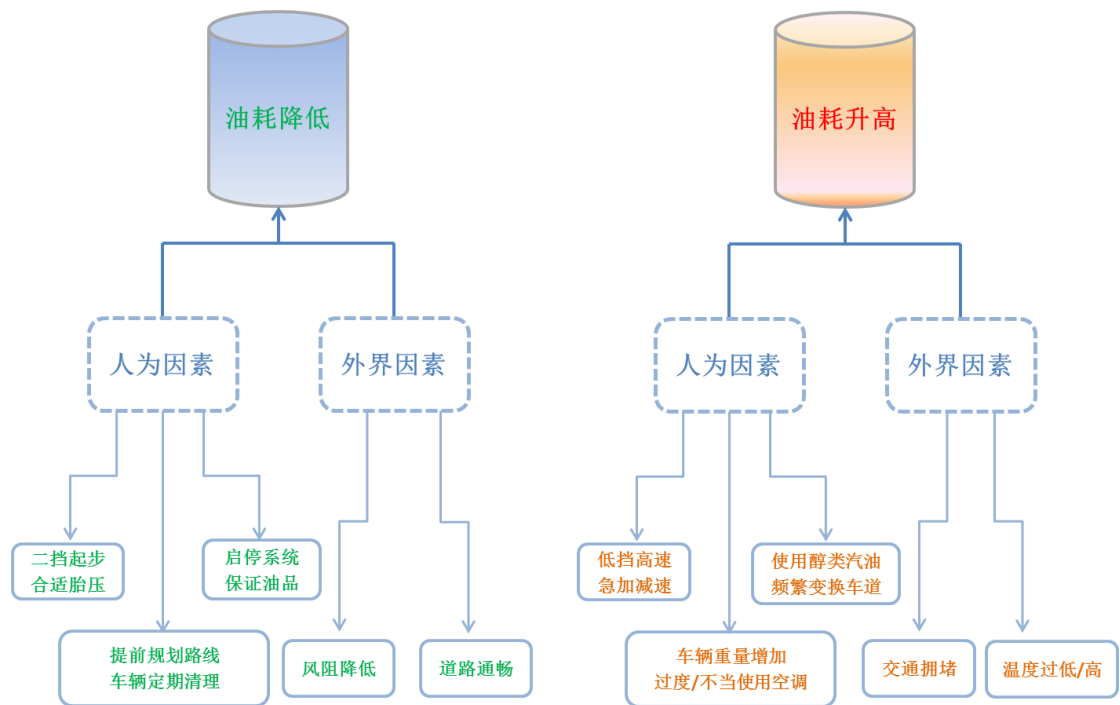 油耗降低
油耗升高
人为因素
外界因素
人为因素
外界因素
二挡起步
合适胎压
启停系统
保证油品
低挡高速
急加减速
使用醇类汽油
频繁变换车道
提前规划路线
车辆定期清理
风阻降低
道路通畅
车辆重量增加
过度/不当使用空调
交通拥堵
温度过低/高